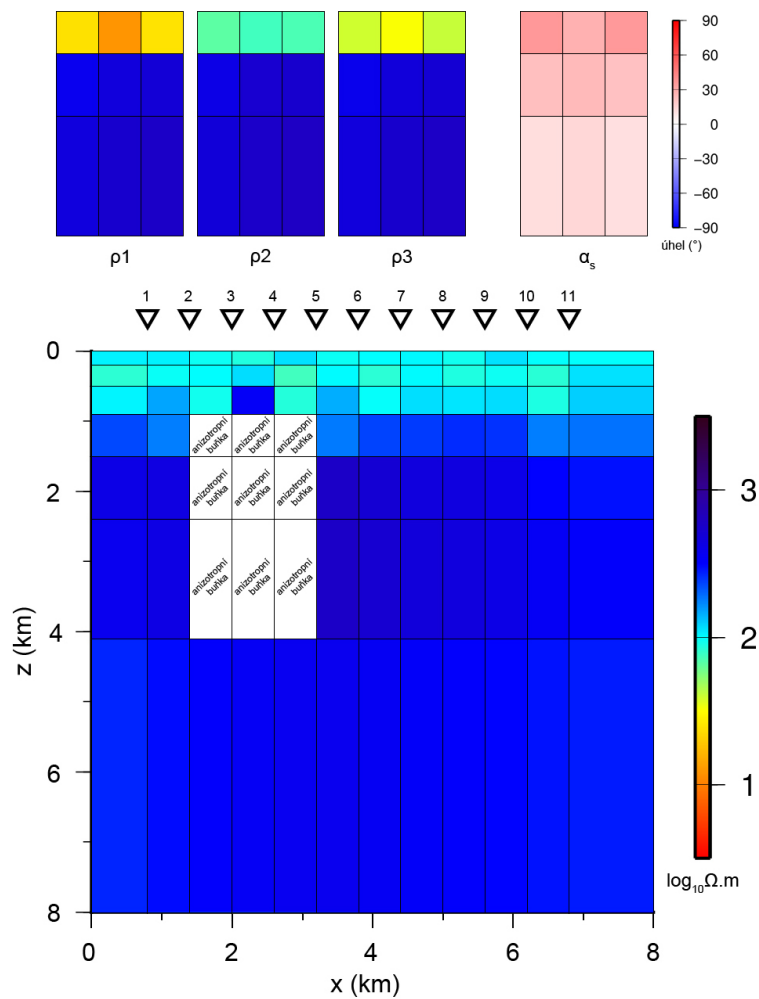 90
60
30
0
−30
−60
−90
úhel (°)
ρ1 ρ2 ρ3 αs
1 2 3 4 5 6 7 8 9 10 11
0
2
4
6
8
z (km)
anizotropní
buňka
anizotropní
buňka
anizotropní
buňka
anizotropní
buňka
anizotropní
buňka
anizotropní
buňka
anizotropní
buňka
anizotropní
buňka
anizotropní
buňka
0 2 4 6 8
x (km)
3
2
1
log₁₀Ω.m